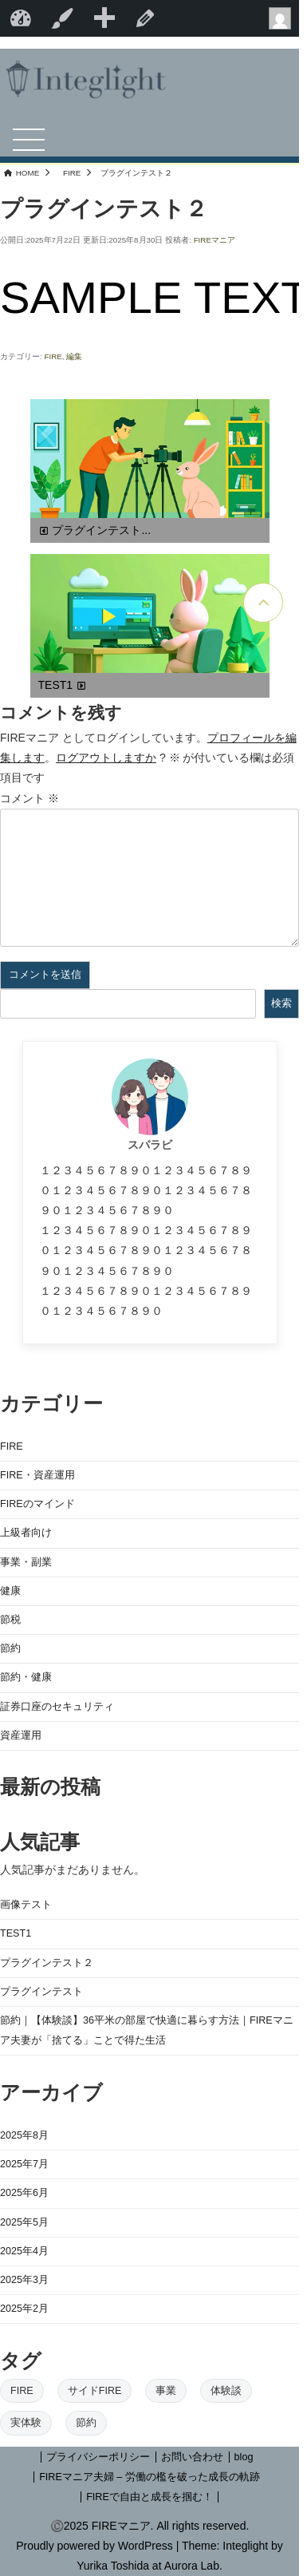 Integlight
HOME > FIRE > プラグインテスト２
プラグインテスト２
公開日:2025年7月22日 更新日:2025年8月30日 投稿者: FIREマニア
SAMPLE TEXT
カテゴリー: FIRE, 編集
プラグインテスト...
TEST1
コメントを残す
FIREマニア としてログインしています。プロフィールを編
集します。ログアウトしますか ? ※ が付いている欄は必須
項目です
コメント ※
コメントを送信
検索
スパラビ
１２３４５６７８９０１２３４５６７８９
０１２３４５６７８９０１２３４５６７８
９０１２３４５６７８９０
１２３４５６７８９０１２３４５６７８９
０１２３４５６７８９０１２３４５６７８
９０１２３４５６７８９０
１２３４５６７８９０１２３４５６７８９
０１２３４５６７８９０
カテゴリー
FIRE
FIRE・資産運用
FIREのマインド
上級者向け
事業・副業
健康
節税
節約
節約・健康
証券口座のセキュリティ
資産運用
最新の投稿
人気記事
人気記事がまだありません。
画像テスト
TEST1
プラグインテスト２
プラグインテスト
節約｜【体験談】36平米の部屋で快適に暮らす方法｜FIREマニ
ア夫妻が「捨てる」ことで得た生活
アーカイブ
2025年8月
2025年7月
2025年6月
2025年5月
2025年4月
2025年3月
2025年2月
タグ
FIRE サイドFIRE 事業 体験談
実体験 節約
| プライバシーポリシー | お問い合わせ | blog
| FIREマニア夫婦 – 労働の檻を破った成長の軌跡
| FIREで自由と成長を掴む！ |
©2025 FIREマニア. All rights reserved.
Proudly powered by WordPress | Theme: Integlight by
Yurika Toshida at Aurora Lab.